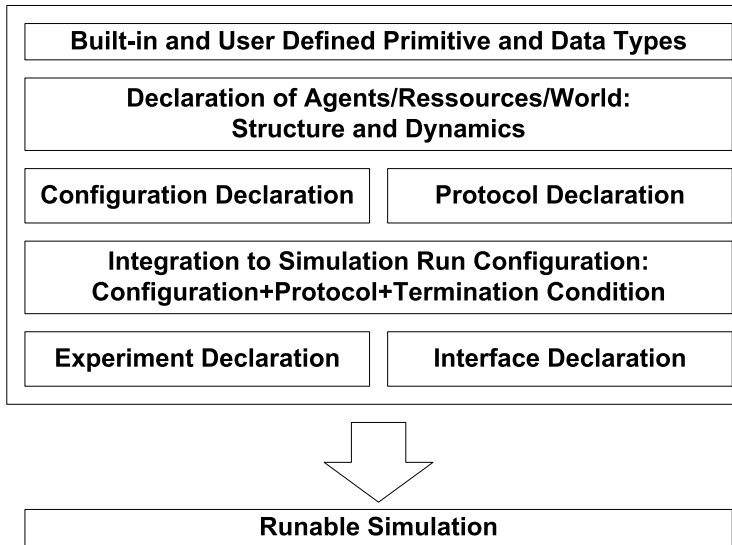 Built-in and User Defined Primitive and Data Types
Declaration of Agents/Ressources/World:
Structure and Dynamics
Configuration Declaration
Protocol Declaration
Integration to Simulation Run Configuration:
Configuration+Protocol+Termination Condition
Experiment Declaration
Interface Declaration
Runable Simulation